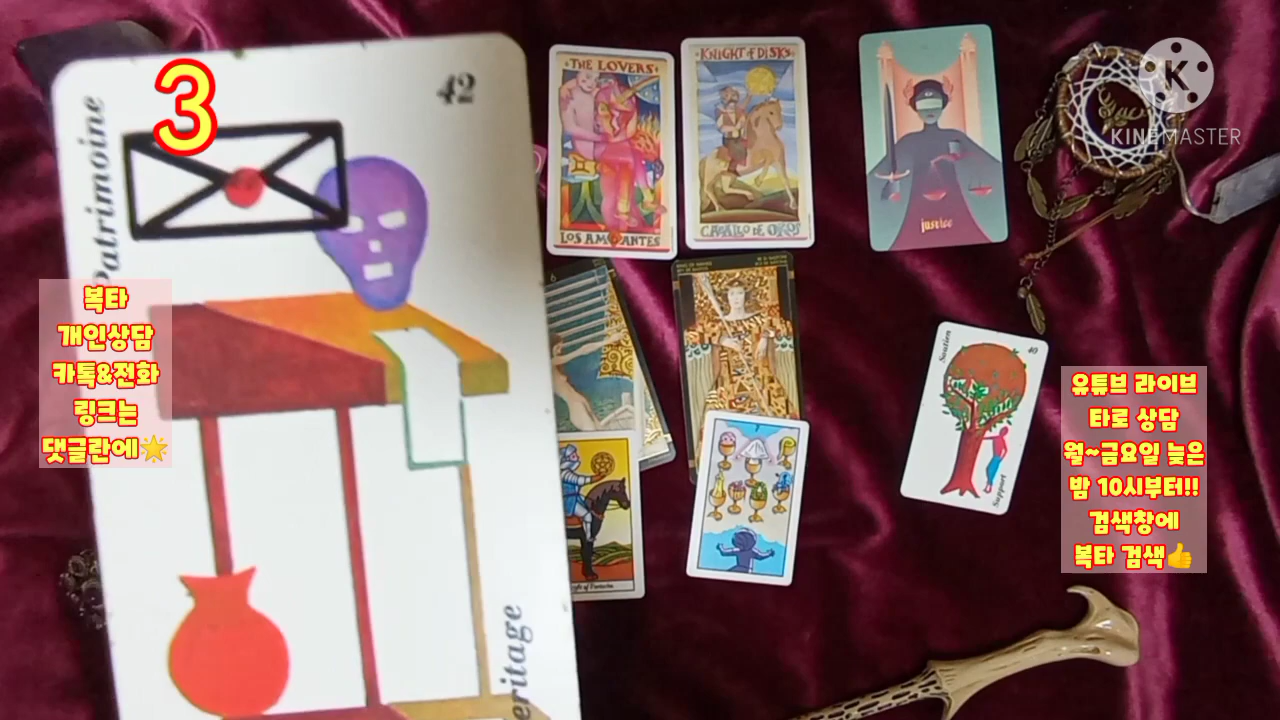 3
42
Patrimoine
eritage
복타
개인상담
카톡&전화
링크는
댓글란에🌟
THE LOVERS
LOS AMANTES
KNIGHT of DISKS
CABALLO DE OROS
justice
K
KINEMASTER
Soutien
40
Support
7
유튜브 라이브
타로 상담
월~금요일 늦은
밤 10시부터!!
검색창에
복타 검색👍